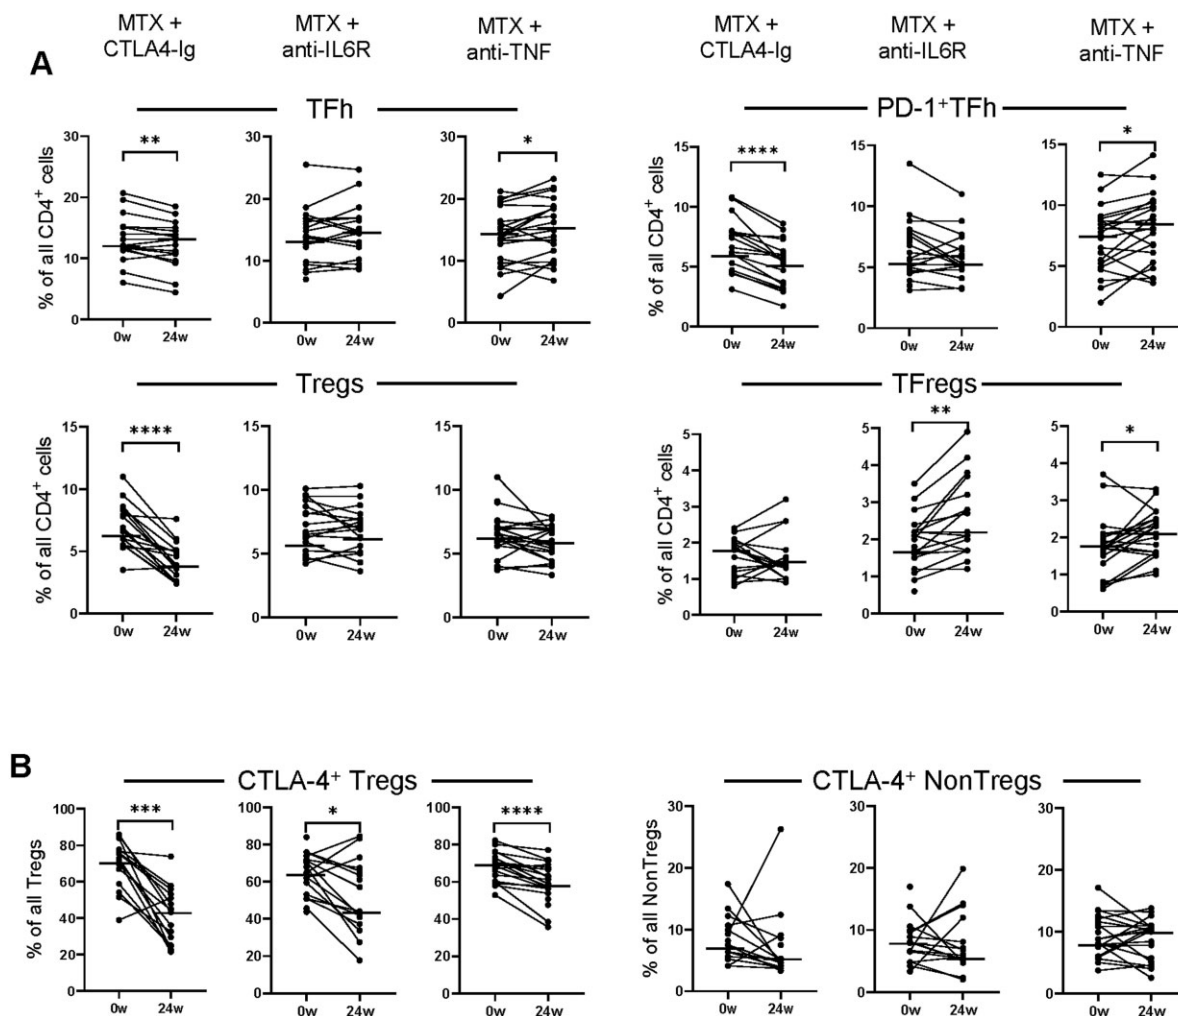 MTX + CTLA4-Ig
MTX + anti-IL6R
MTX + anti-TNF
MTX + CTLA4-Ig
MTX + anti-IL6R
MTX + anti-TNF
A
TFh
PD-1⁺TFh
% of all CD4⁺ cells
30
20
10
0
**
0w 24w
30
20
10
0
0w 24w
30
20
10
0
*
0w 24w
% of all CD4⁺ cells
15
10
5
0
****
0w 24w
15
10
5
0
0w 24w
15
10
5
0
*
0w 24w
Tregs
TFregs
% of all CD4⁺ cells
15
10
5
0
****
0w 24w
15
10
5
0
0w 24w
15
10
5
0
0w 24w
% of all CD4⁺ cells
5
4
3
2
1
0
0w 24w
5
4
3
2
1
0
**
0w 24w
5
4
3
2
1
0
*
0w 24w
B
CTLA-4⁺ Tregs
CTLA-4⁺ NonTregs
% of all Tregs
100
80
60
40
20
0
***
0w 24w
100
80
60
40
20
0
*
0w 24w
100
80
60
40
20
0
****
0w 24w
% of all NonTregs
30
20
10
0
0w 24w
30
20
10
0
0w 24w
30
20
10
0
0w 24w